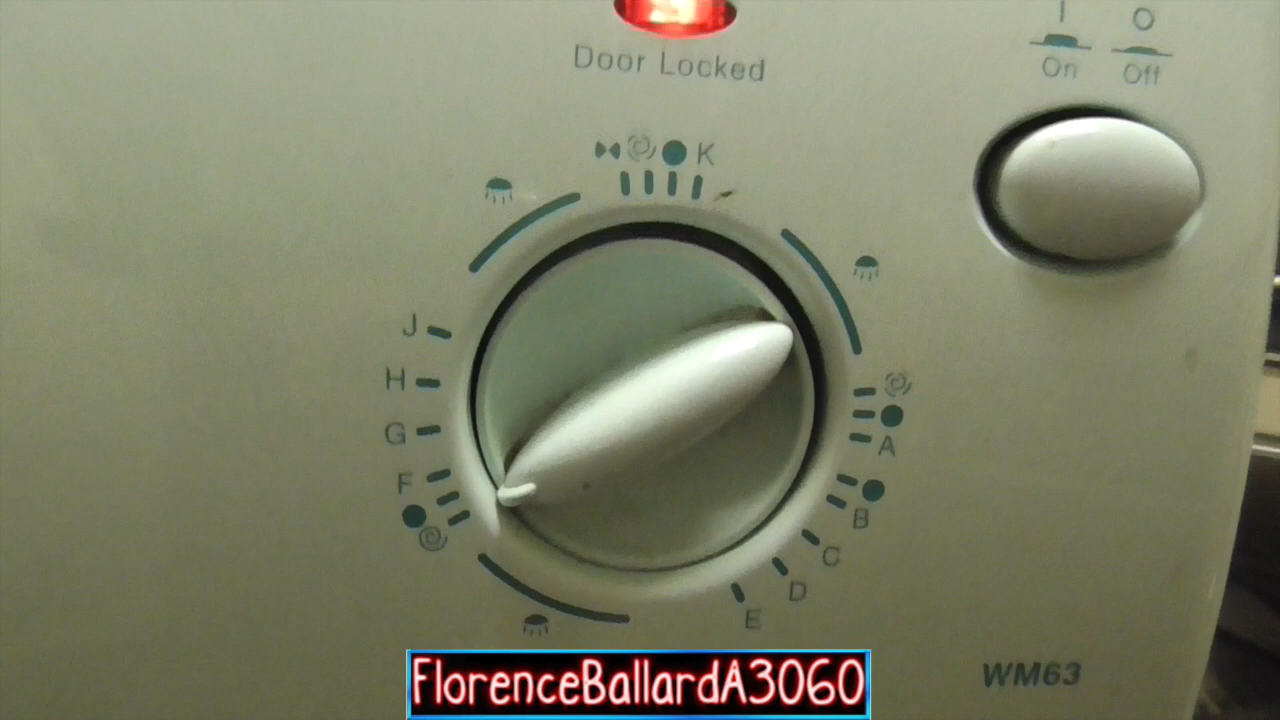 I O
On Off
Door Locked
K
J
H
G
F
A
B
C
D
E
WM63
FlorenceBallardA3060